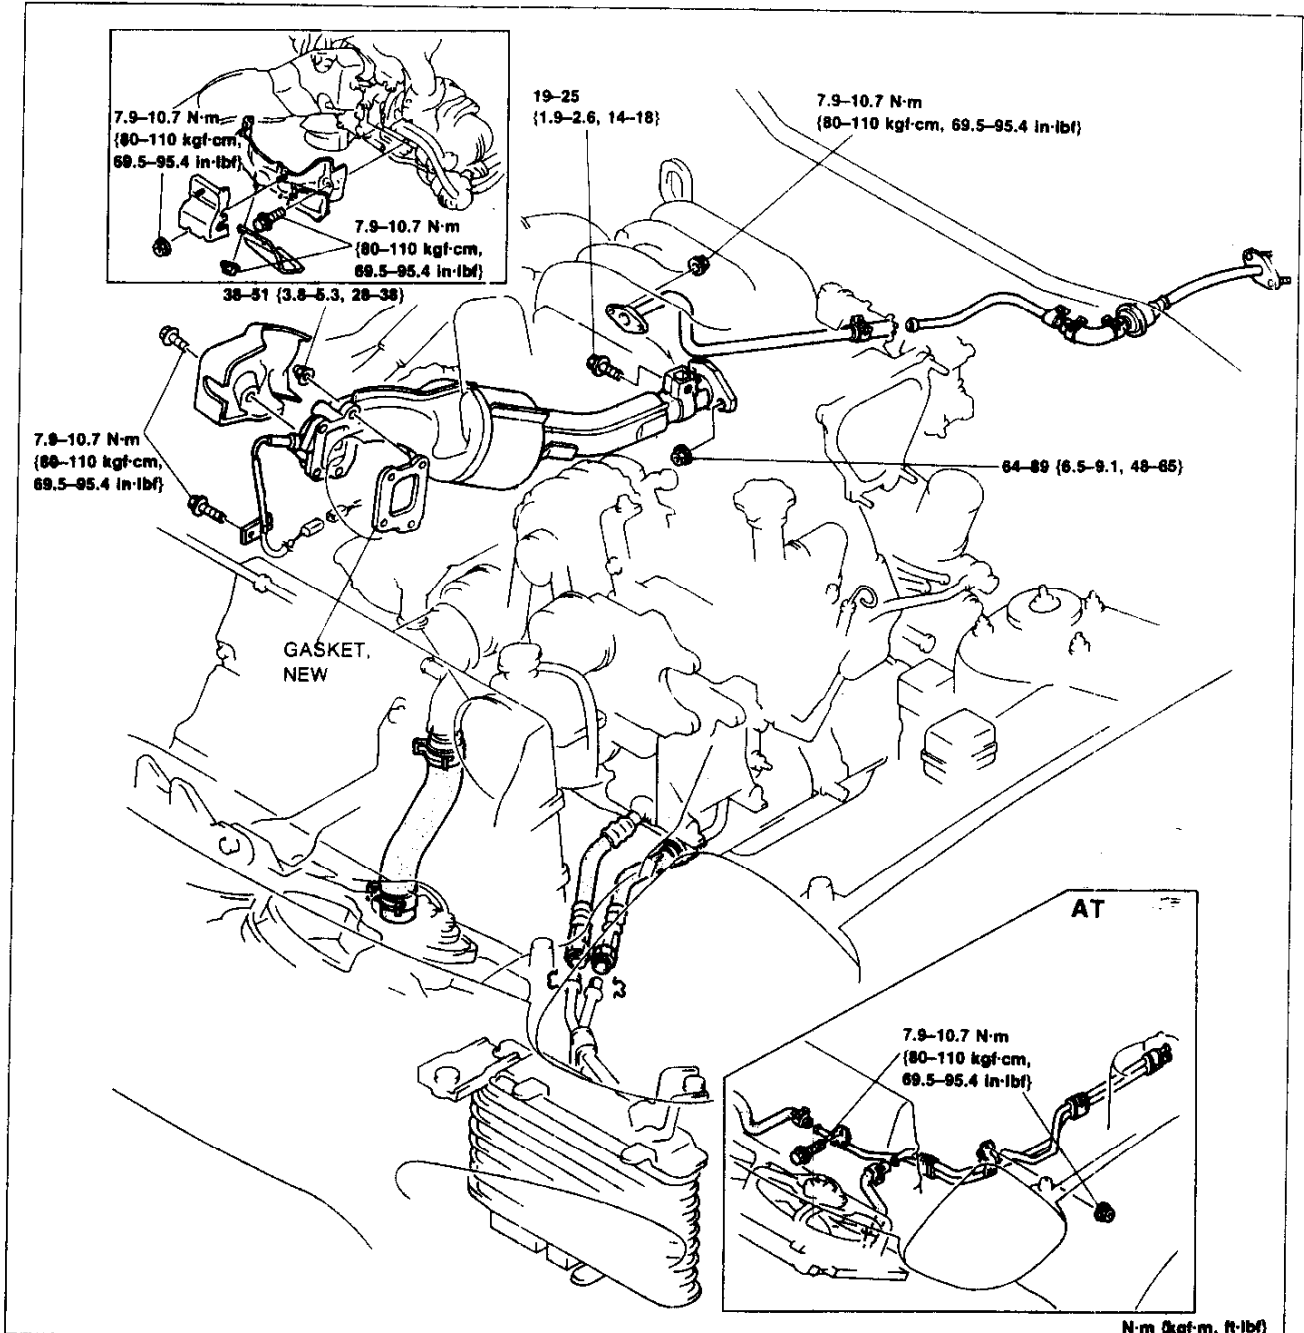 7.9–10.7 N·m
{80–110 kgf·cm,
69.5–95.4 in·lbf}
7.9–10.7 N·m
{80–110 kgf·cm,
69.5–95.4 in·lbf}
19–25
{1.9–2.6, 14–18}
7.9–10.7 N·m
{80–110 kgf·cm, 69.5–95.4 in·lbf}
38–51 {3.8–5.3, 28–38}
7.9–10.7 N·m
{80–110 kgf·cm,
69.5–95.4 in·lbf}
64–89 {6.5–9.1, 48–65}
GASKET,
NEW
AT
7.9–10.7 N·m
{80–110 kgf·cm,
69.5–95.4 in·lbf}
N·m {kgf·m, ft·lbf}